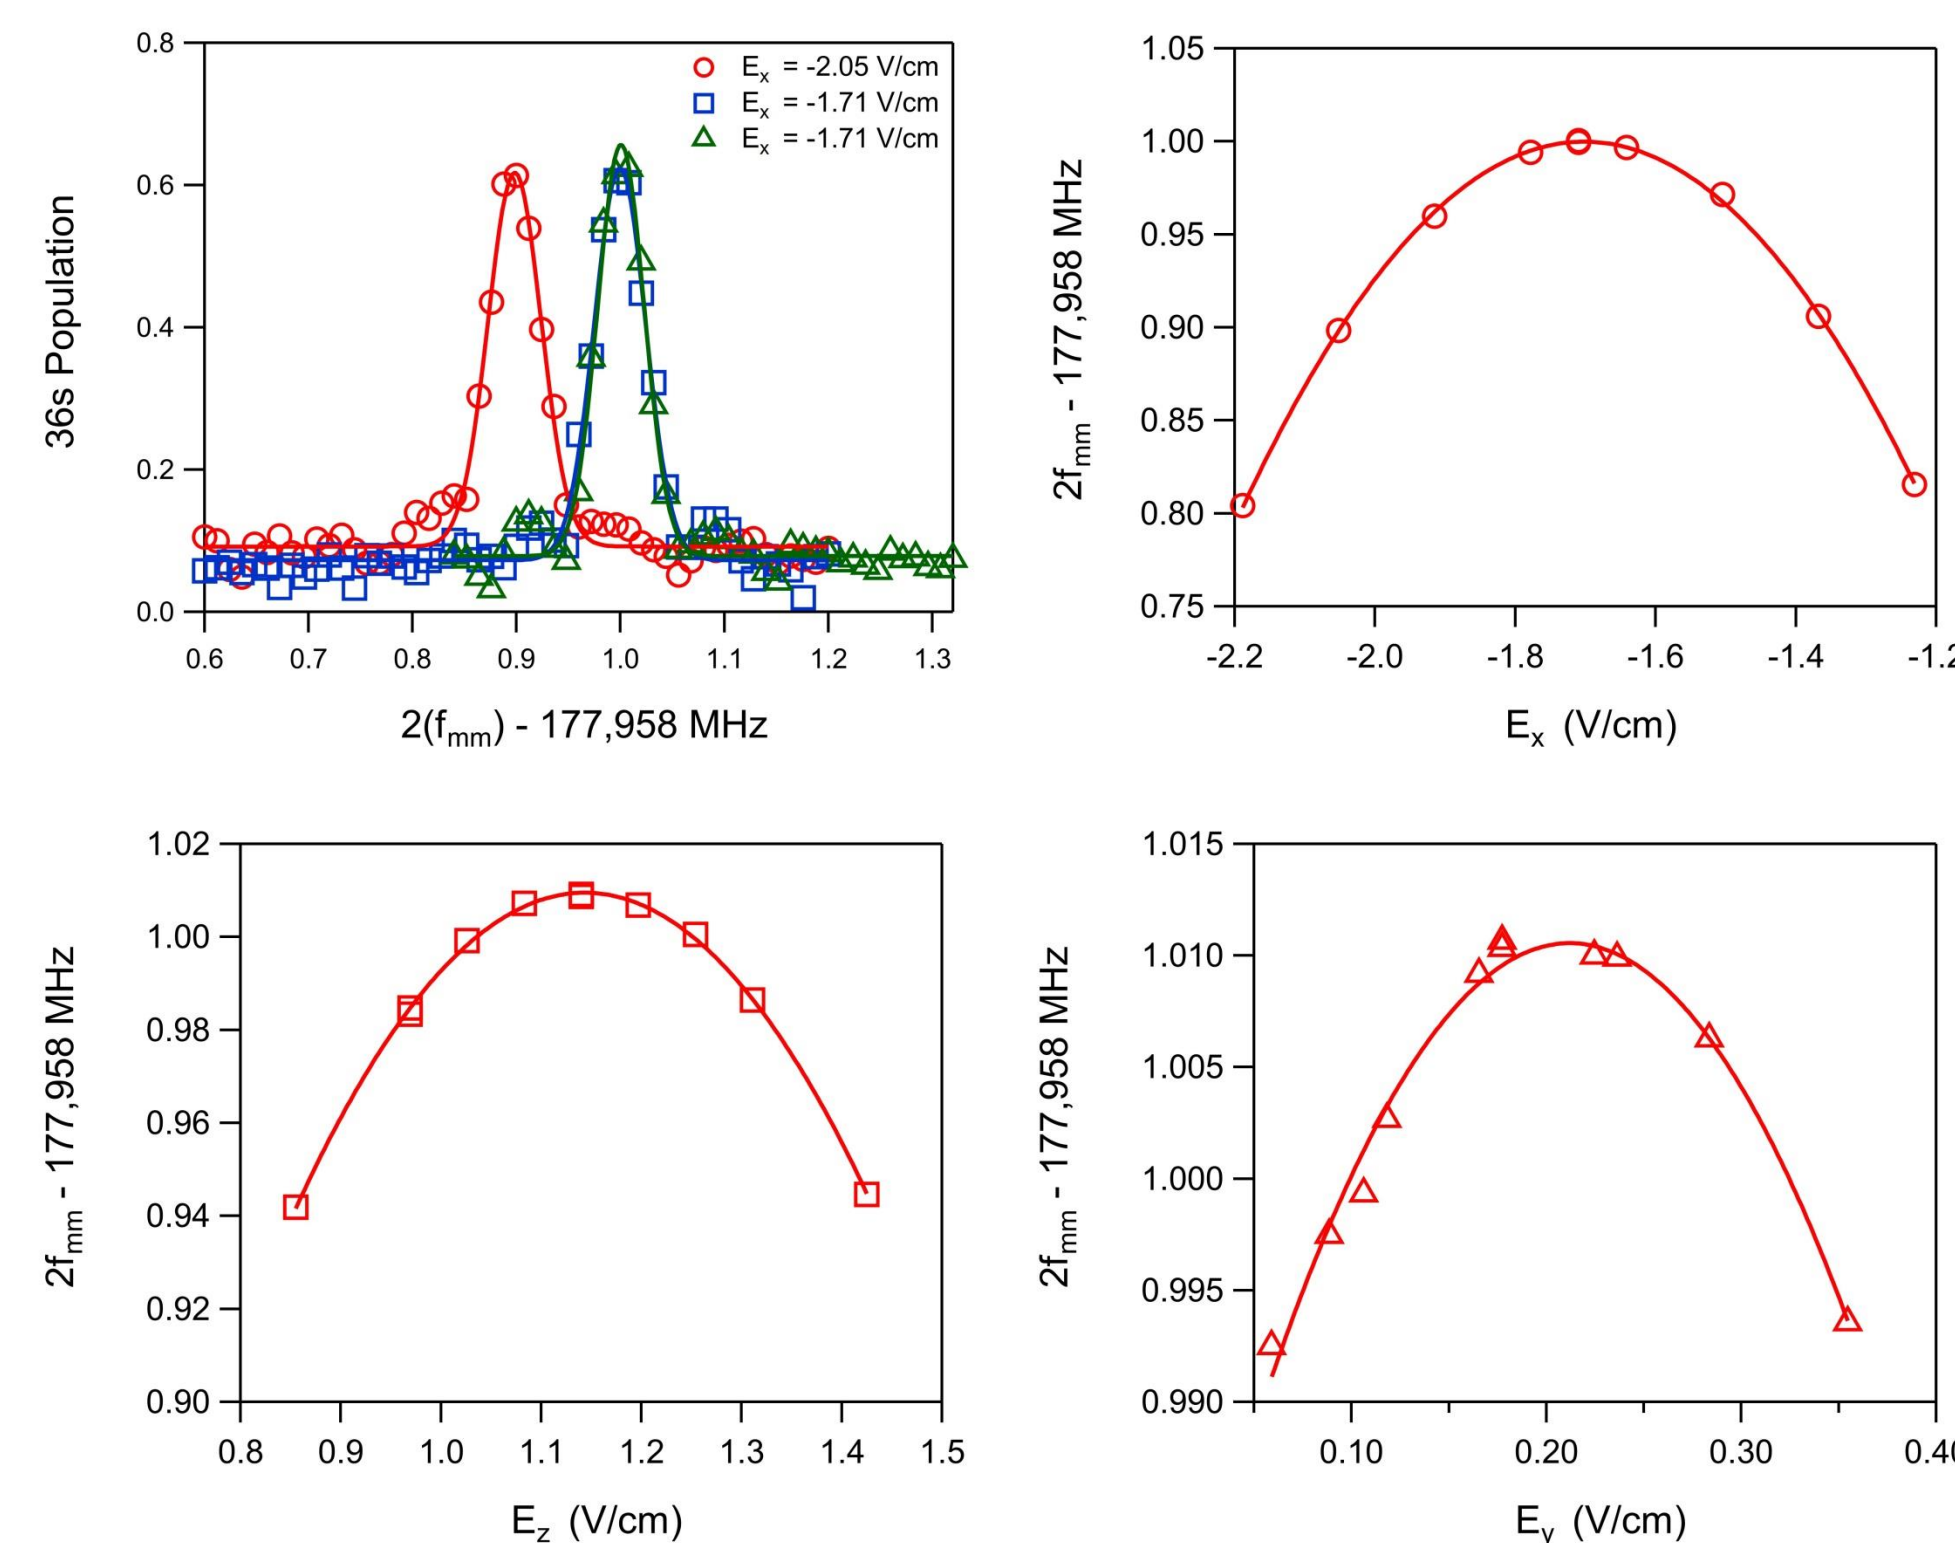 0.8
0.6
0.4
0.2
0.0
36s Population
Ex = -2.05 V/cm
Ex = -1.71 V/cm
Ex = -1.71 V/cm
0.6 0.7 0.8 0.9 1.0 1.1 1.2 1.3
2(fmm) - 177,958 MHz
1.05
1.00
0.95
0.90
0.85
0.80
0.75
2fmm - 177,958 MHz
-2.2 -2.0 -1.8 -1.6 -1.4 -1.2
Ex (V/cm)
1.02
1.00
0.98
0.96
0.94
0.92
0.90
2fmm - 177,958 MHz
0.8 0.9 1.0 1.1 1.2 1.3 1.4 1.5
Ez (V/cm)
1.015
1.010
1.005
1.000
0.995
0.990
2fmm - 177,958 MHz
0.10 0.20 0.30 0.40
Ey (V/cm)